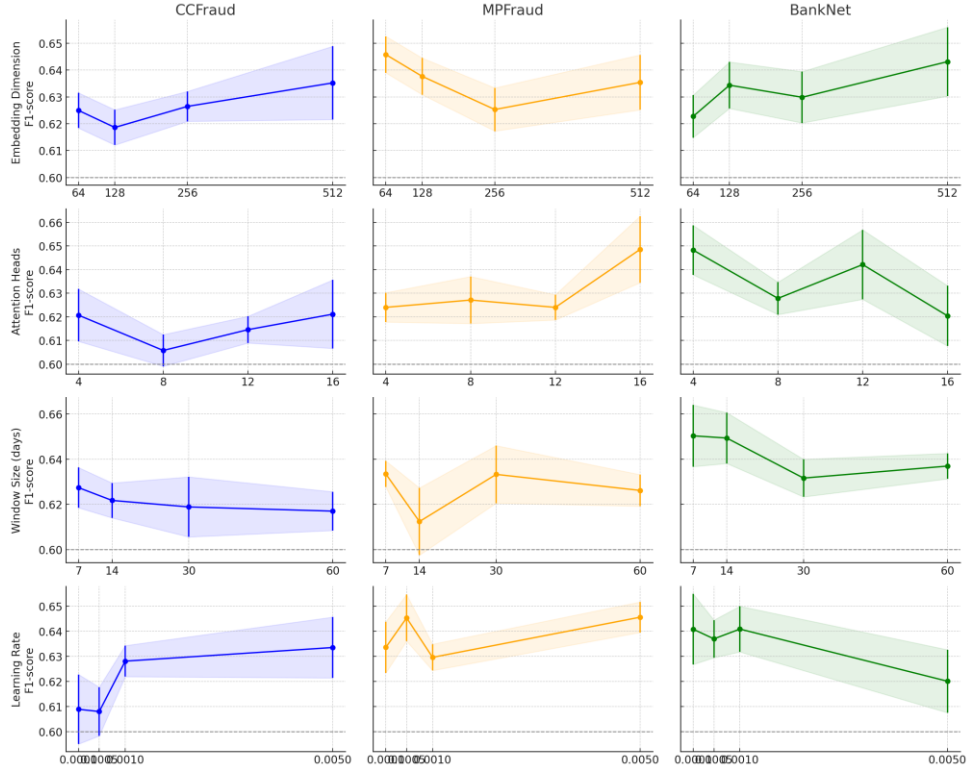 CCFraud MPFraud BankNet
Embedding Dimension
F1-score
0.65
0.64
0.63
0.62
0.61
0.60
64 128 256 512 64 128 256 512 64 128 256 512
Attention Heads
F1-score
0.66
0.65
0.64
0.63
0.62
0.61
0.60
4 8 12 16 4 8 12 16 4 8 12 16
Window Size (days)
F1-score
0.66
0.64
0.62
0.60
7 14 30 60 7 14 30 60 7 14 30 60
Learning Rate
F1-score
0.65
0.64
0.63
0.62
0.61
0.60
0.0050 0.0050 0.0050